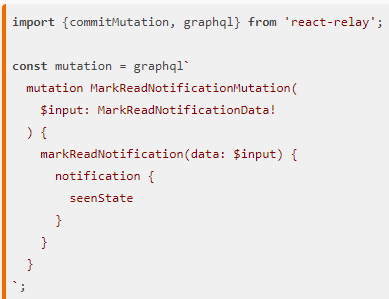 import {commitMutation, graphql} from 'react-relay';

const mutation = graphql`
  mutation MarkReadNotificationMutation(
    $input: MarkReadNotificationData!
  ) {
    markReadNotification(data: $input) {
      notification {
        seenState
      }
    }
  }
`;